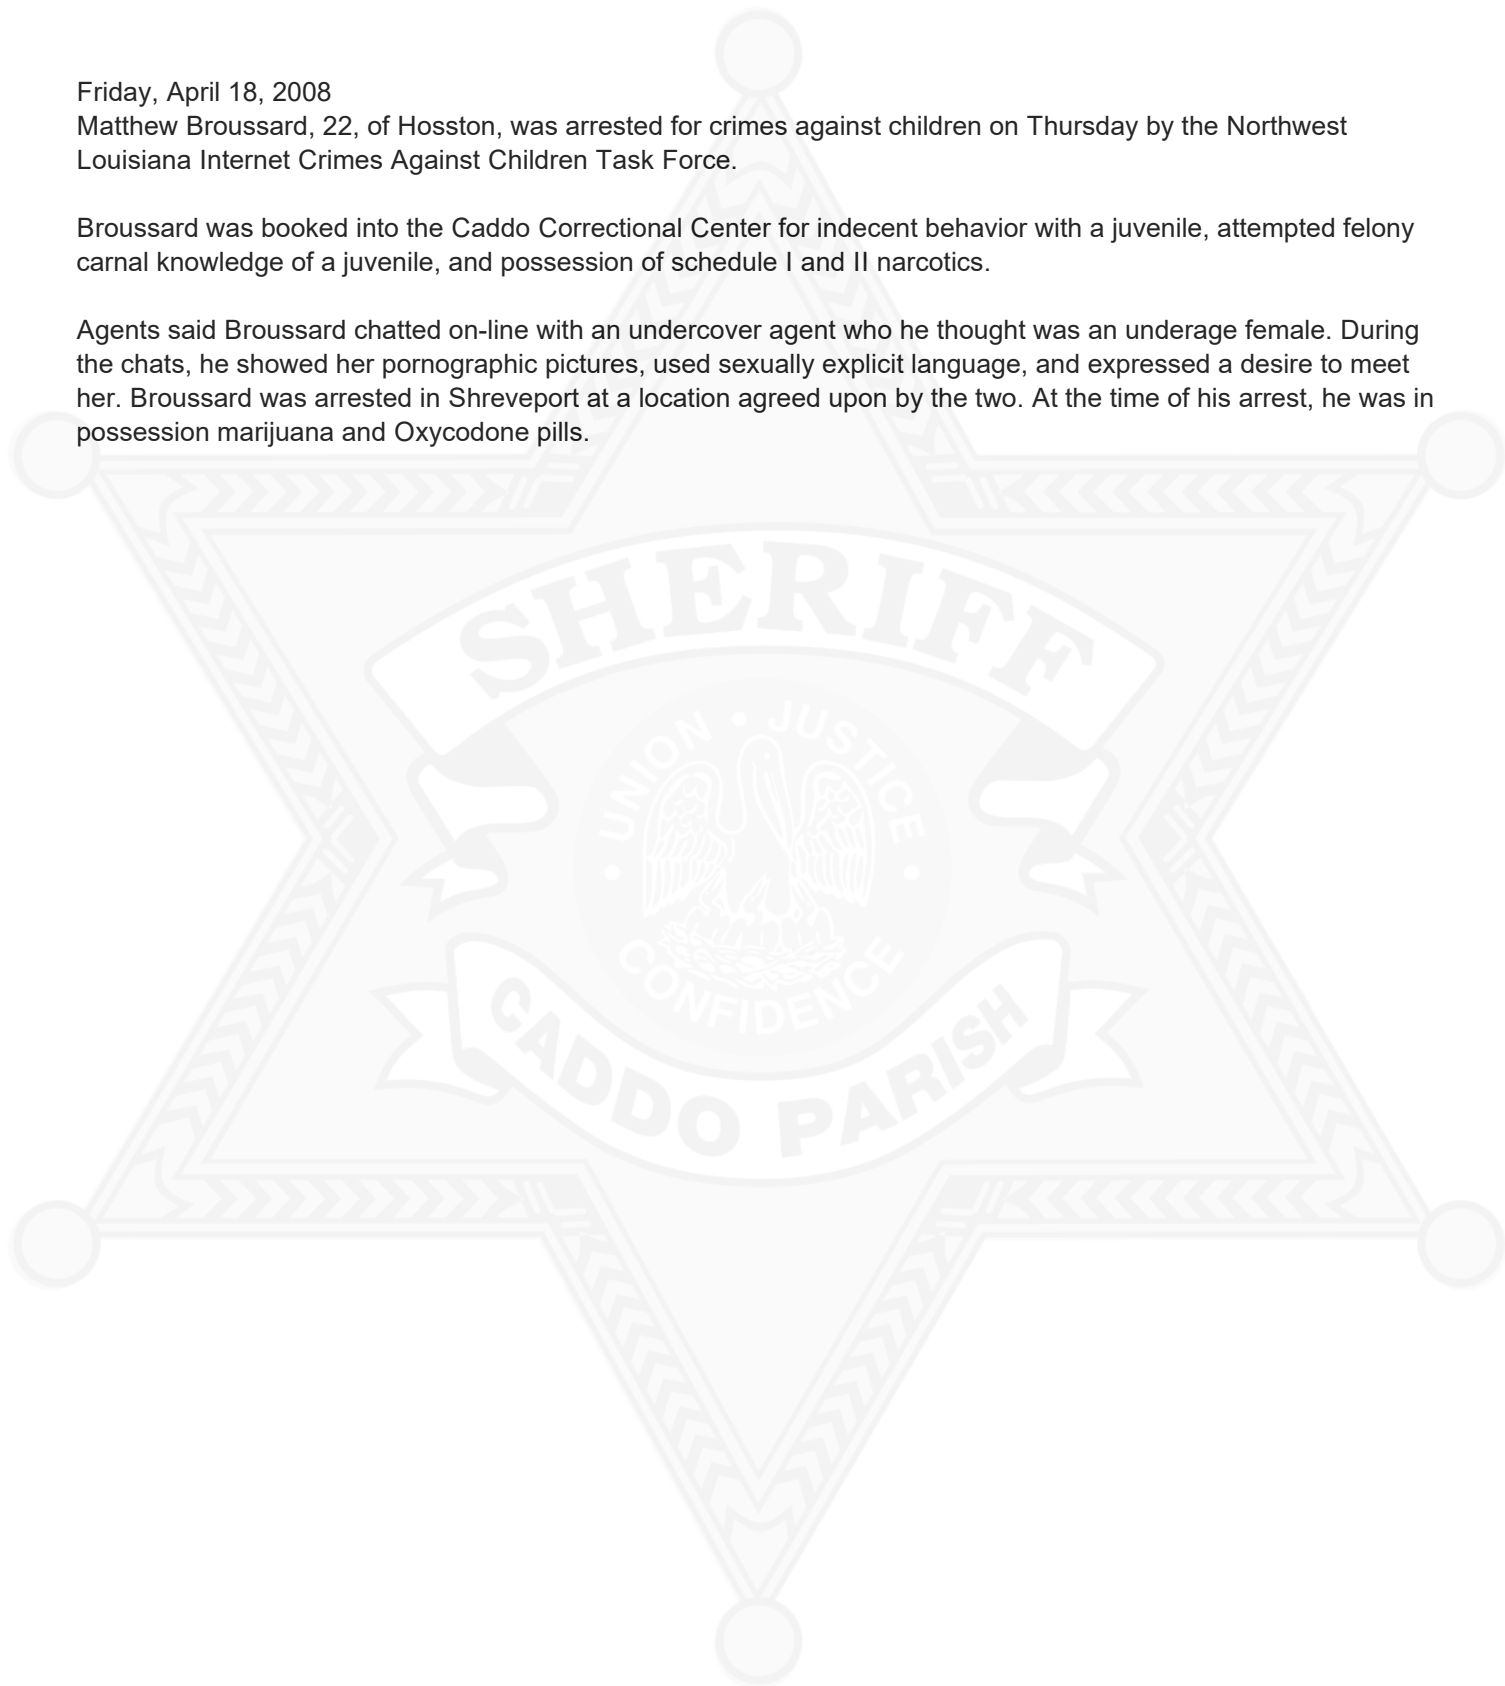 Friday, April 18, 2008
Matthew Broussard, 22, of Hosston, was arrested for crimes against children on Thursday by the Northwest
Louisiana Internet Crimes Against Children Task Force.
Broussard was booked into the Caddo Correctional Center for indecent behavior with a juvenile, attempted felony
carnal knowledge of a juvenile, and possession of schedule I and II narcotics.
Agents said Broussard chatted on-line with an undercover agent who he thought was an underage female. During
the chats, he showed her pornographic pictures, used sexually explicit language, and expressed a desire to meet
her. Broussard was arrested in Shreveport at a location agreed upon by the two. At the time of his arrest, he was in
possession marijuana and Oxycodone pills.
SHERIFF
UNION • JUSTICE
• CONFIDENCE •
CADDO PARISH